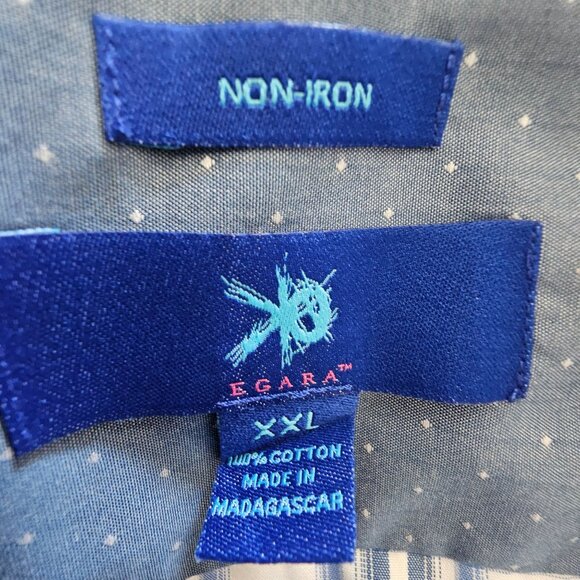 NON-IRON
EGARA™
XXL
100% COTTON
MADE IN
MADAGASCAR